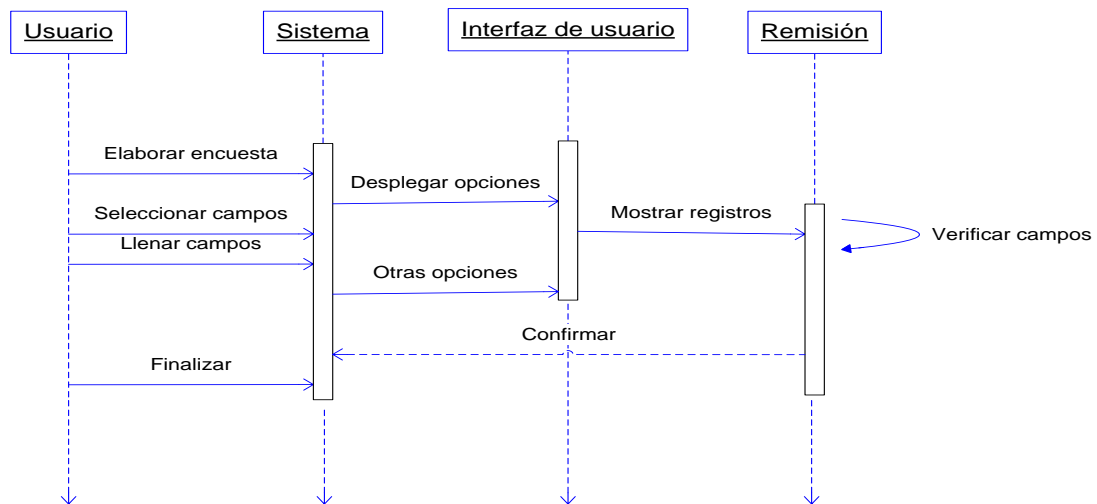 Usuario
Sistema
Interfaz de usuario
Remisión
Elaborar encuesta
Desplegar opciones
Seleccionar campos
Mostrar registros
Verificar campos
Llenar campos
Otras opciones
Confirmar
Finalizar